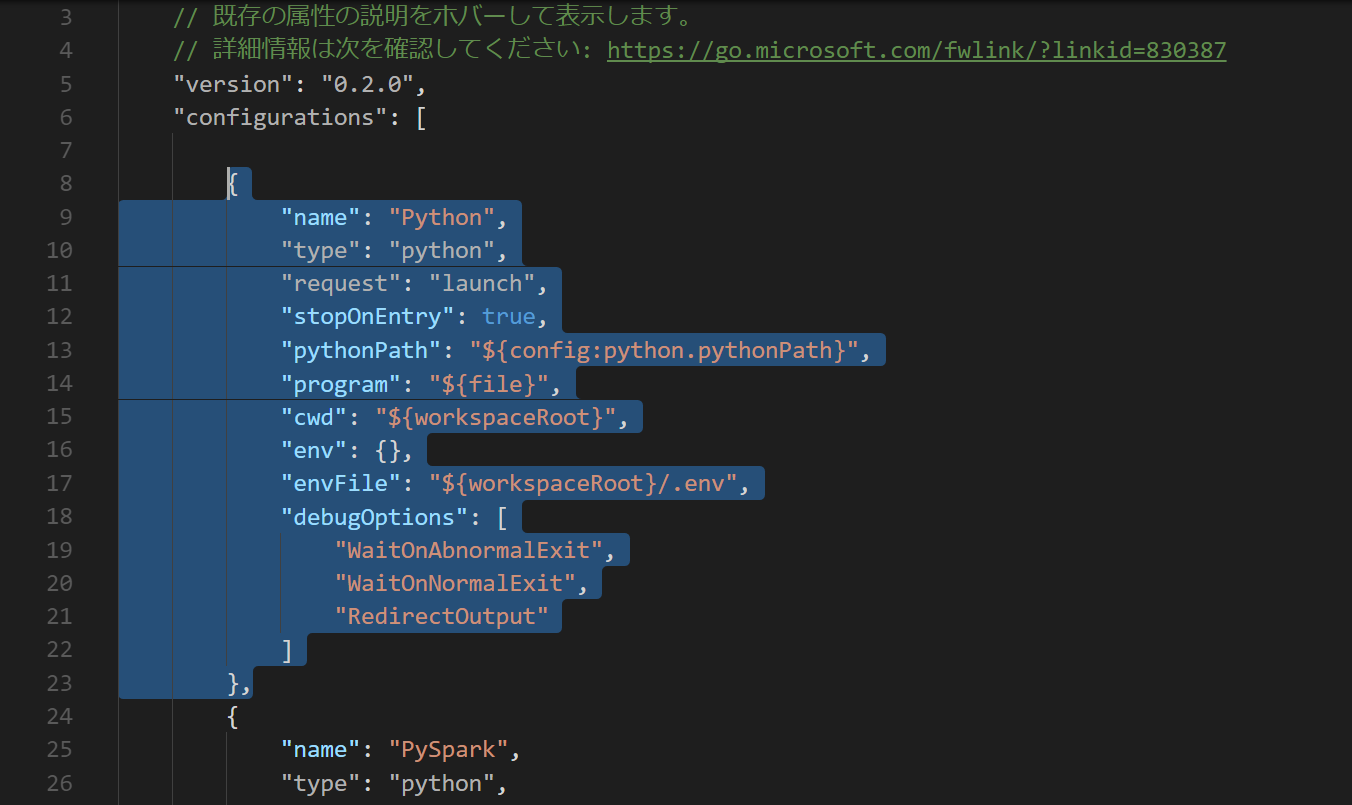 3 // 既存の属性の説明をホバーして表示します。
4 // 詳細情報は次を確認してください: https://go.microsoft.com/fwlink/?linkid=830387
5 "version": "0.2.0",
6 "configurations": [
7
8 {
9 "name": "Python",
10 "type": "python",
11 "request": "launch",
12 "stopOnEntry": true,
13 "pythonPath": "${config:python.pythonPath}",
14 "program": "${file}",
15 "cwd": "${workspaceRoot}",
16 "env": {},
17 "envFile": "${workspaceRoot}/.env",
18 "debugOptions": [
19 "WaitOnAbnormalExit",
20 "WaitOnNormalExit",
21 "RedirectOutput"
22 ]
23 },
24 {
25 "name": "PySpark",
26 "type": "python",